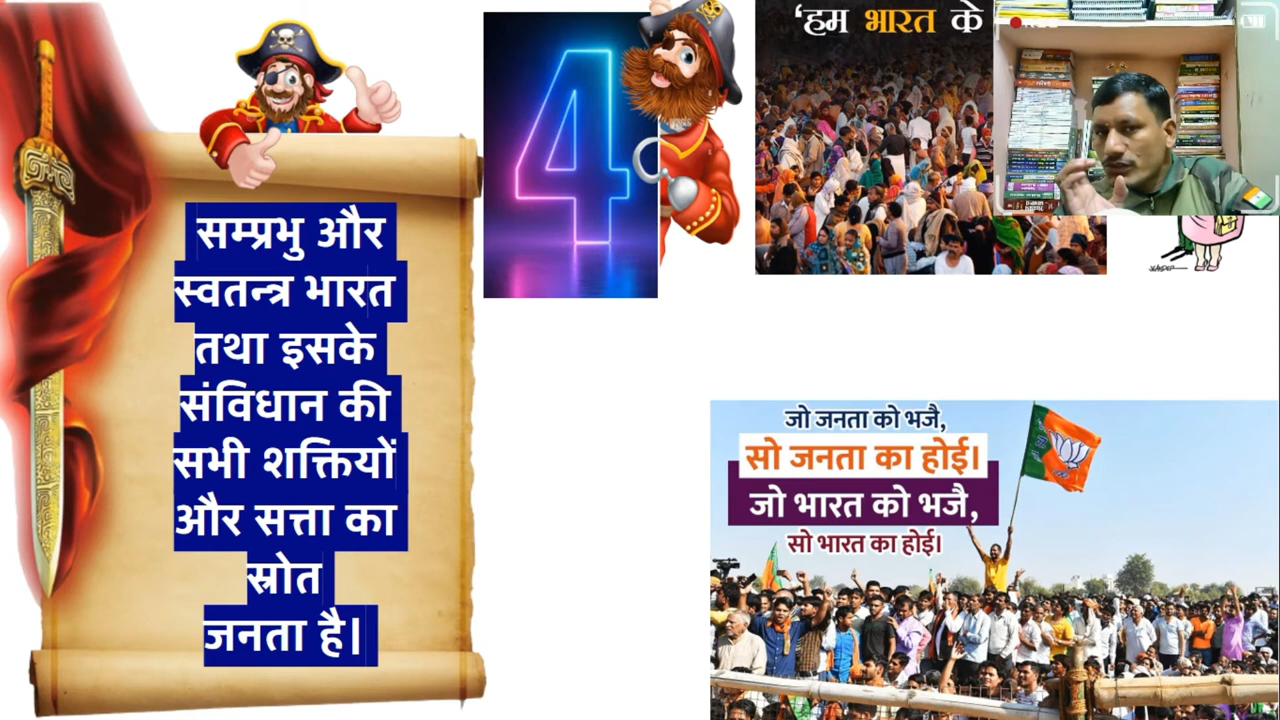 सम्प्रभु और
स्वतन्त्र भारत
तथा इसके
संविधान की
सभी शक्तियों
और सत्ता का
स्रोत
जनता है।
4
‘हम भारत के
जो जनता को भजै,
सो जनता का होई।
जो भारत को भजै,
सो भारत का होई।